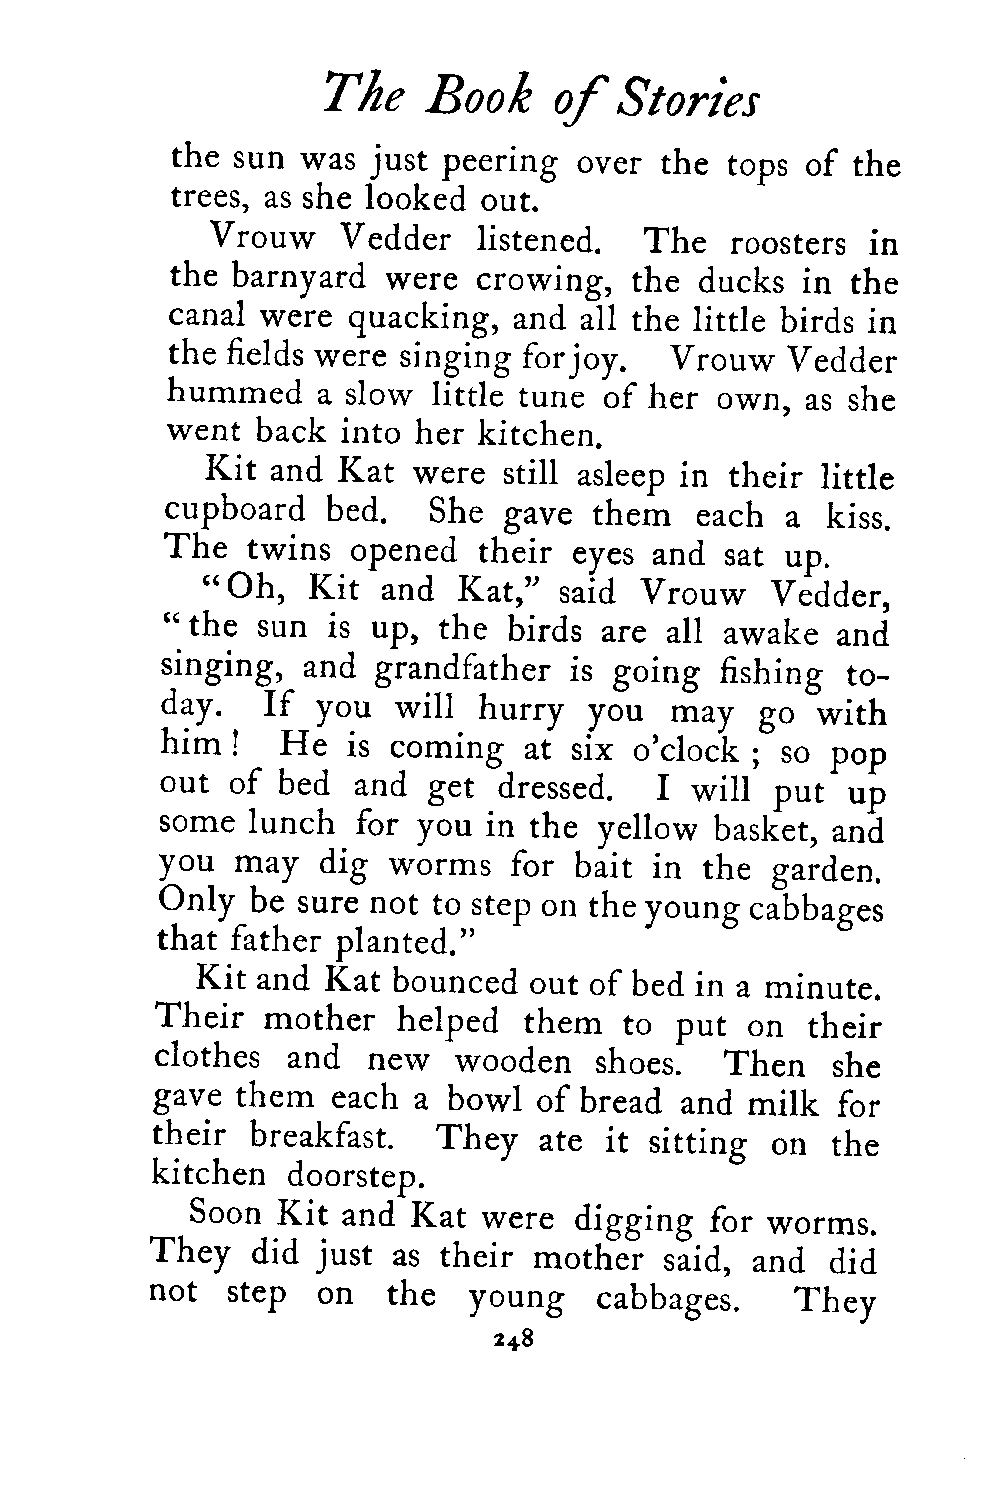 The Book of Stories
the sun was just peering over the tops of the
trees, as she looked out.
Vrouw Vedder listened. The roosters in
the barnyard were crowing, the ducks in the
canal were quacking, and all the little birds in
the fields were singing for joy. Vrouw Vedder
hummed a slow little tune of her own, as she
went back into her kitchen.
Kit and Kat were still asleep in their little
cupboard bed. She gave them each a kiss.
The twins opened their eyes and sat up.
"Oh, Kit and Kat," said Vrouw Vedder,
"the sun is up, the birds are all awake and
singing, and grandfather is going fishing to-
day. If you will hurry you may go with
him! He is coming at six o'clock; so pop
out of bed and get dressed. I will put up
some lunch for you in the yellow basket, and
you may dig worms for bait in the garden.
Only be sure not to step on the young cabbages
that father planted."
Kit and Kat bounced out of bed in a minute.
Their mother helped them to put on their
clothes and new wooden shoes. Then she
gave them each a bowl of bread and milk for
their breakfast. They ate it sitting on the
kitchen doorstep.
Soon Kit and Kat were digging for worms.
They did just as their mother said, and did
not step on the young cabbages. They
248